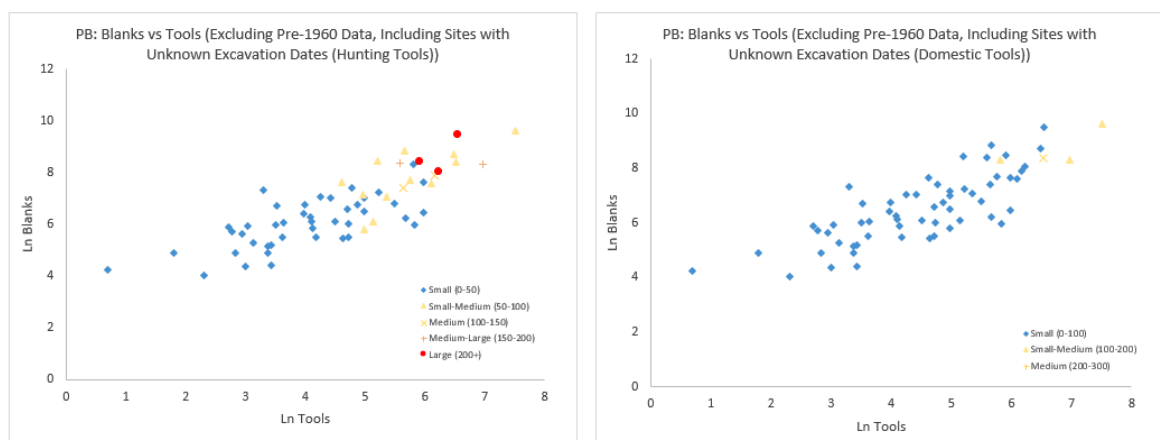 PB: Blanks vs Tools (Excluding Pre-1960 Data, Including Sites with
Unknown Excavation Dates (Hunting Tools))
12
10
8
6
4
2
0
Ln Blanks
Small (0-50)
Small-Medium (50-100)
Medium (100-150)
Medium-Large (150-200)
Large (200+)
0 1 2 3 4 5 6 7 8
Ln Tools
PB: Blanks vs Tools (Excluding Pre-1960 Data, Including Sites with
Unknown Excavation Dates (Domestic Tools))
12
10
8
6
4
2
0
Ln Blanks
Small (0-100)
Small-Medium (100-200)
Medium (200-300)
0 1 2 3 4 5 6 7 8
Ln Tools